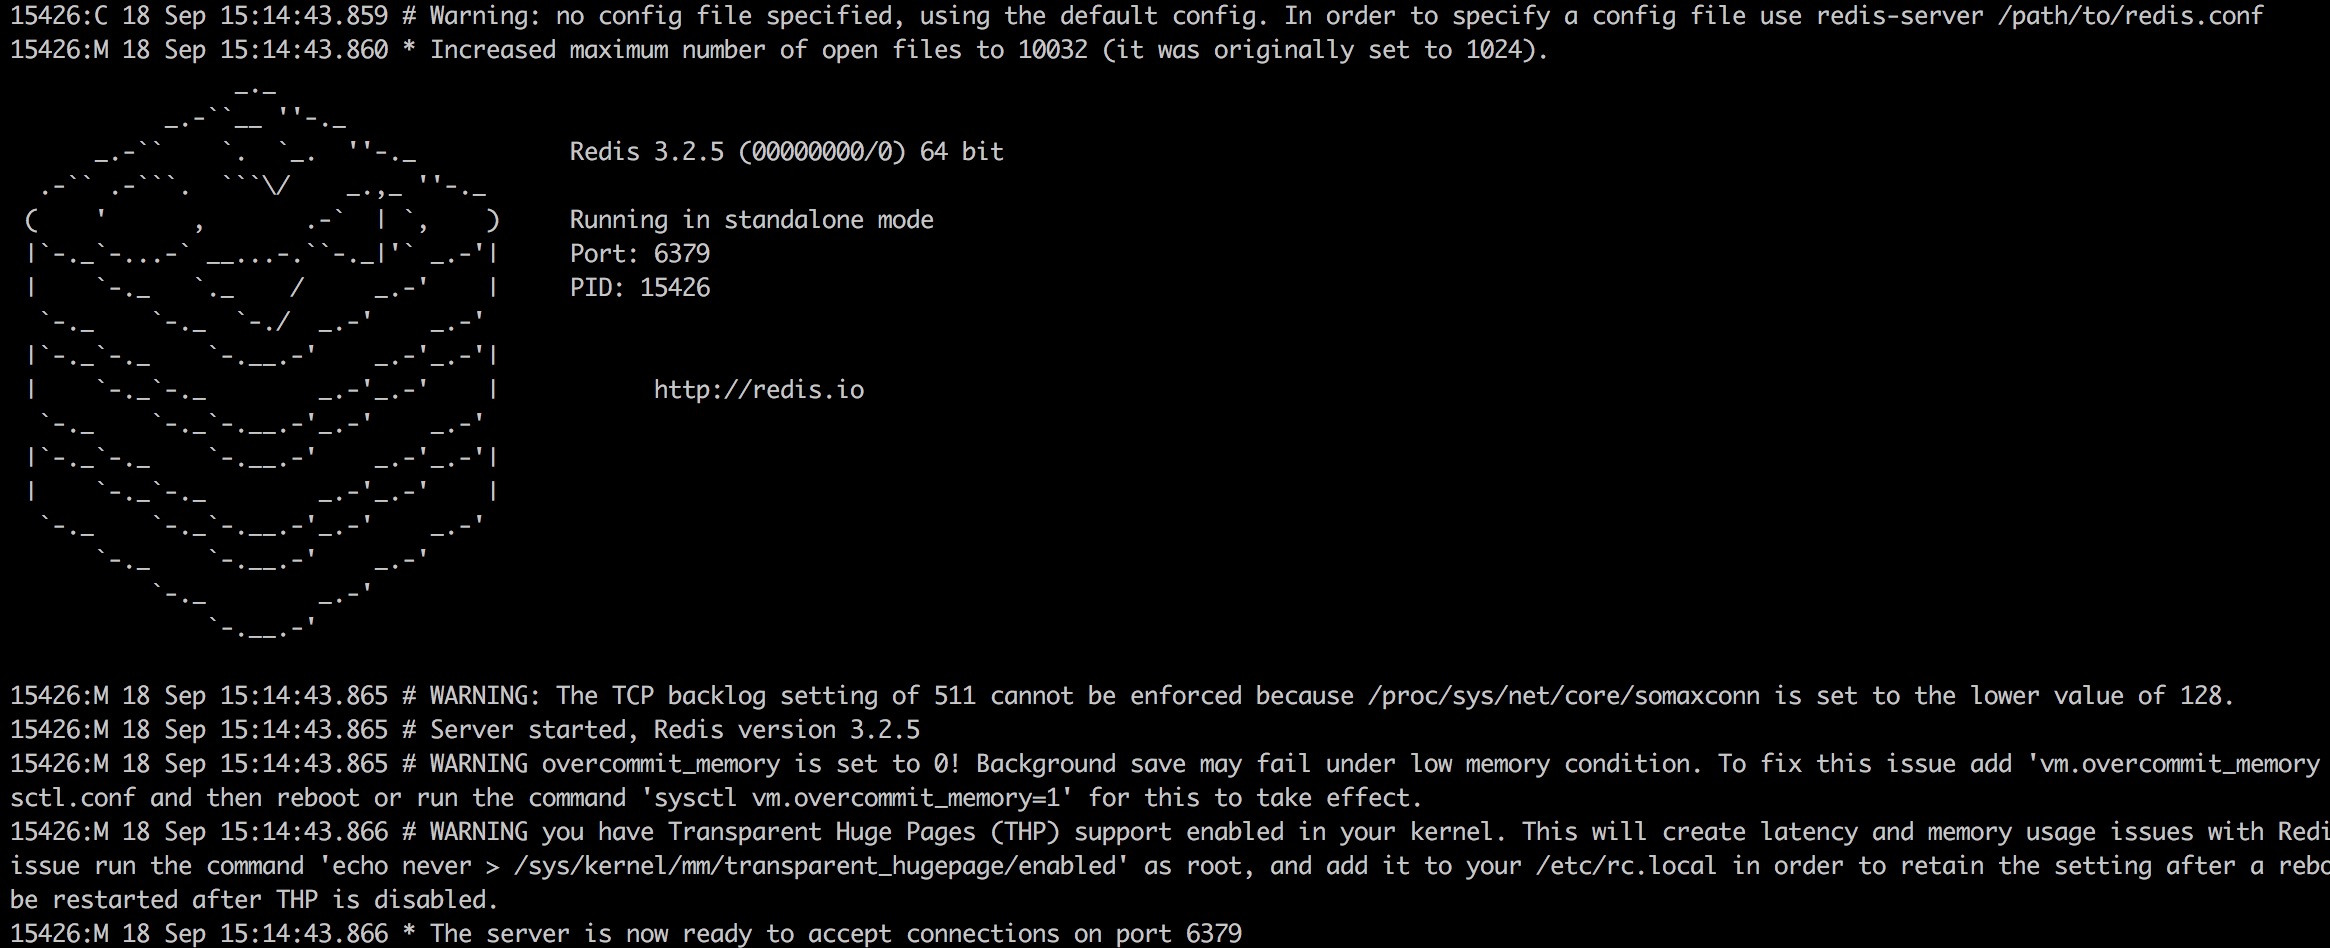 15426:C 18 Sep 15:14:43.859 # Warning: no config file specified, using the default config. In order to specify a config file use redis-server /path/to/redis.conf
15426:M 18 Sep 15:14:43.860 * Increased maximum number of open files to 10032 (it was originally set to 1024).
Redis 3.2.5 (00000000/0) 64 bit
Running in standalone mode
Port: 6379
PID: 15426
http://redis.io
15426:M 18 Sep 15:14:43.865 # WARNING: The TCP backlog setting of 511 cannot be enforced because /proc/sys/net/core/somaxconn is set to the lower value of 128.
15426:M 18 Sep 15:14:43.865 # Server started, Redis version 3.2.5
15426:M 18 Sep 15:14:43.865 # WARNING overcommit_memory is set to 0! Background save may fail under low memory condition. To fix this issue add 'vm.overcommit_memory
sctl.conf and then reboot or run the command 'sysctl vm.overcommit_memory=1' for this to take effect.
15426:M 18 Sep 15:14:43.866 # WARNING you have Transparent Huge Pages (THP) support enabled in your kernel. This will create latency and memory usage issues with Redi
issue run the command 'echo never > /sys/kernel/mm/transparent_hugepage/enabled' as root, and add it to your /etc/rc.local in order to retain the setting after a rebo
be restarted after THP is disabled.
15426:M 18 Sep 15:14:43.866 * The server is now ready to accept connections on port 6379